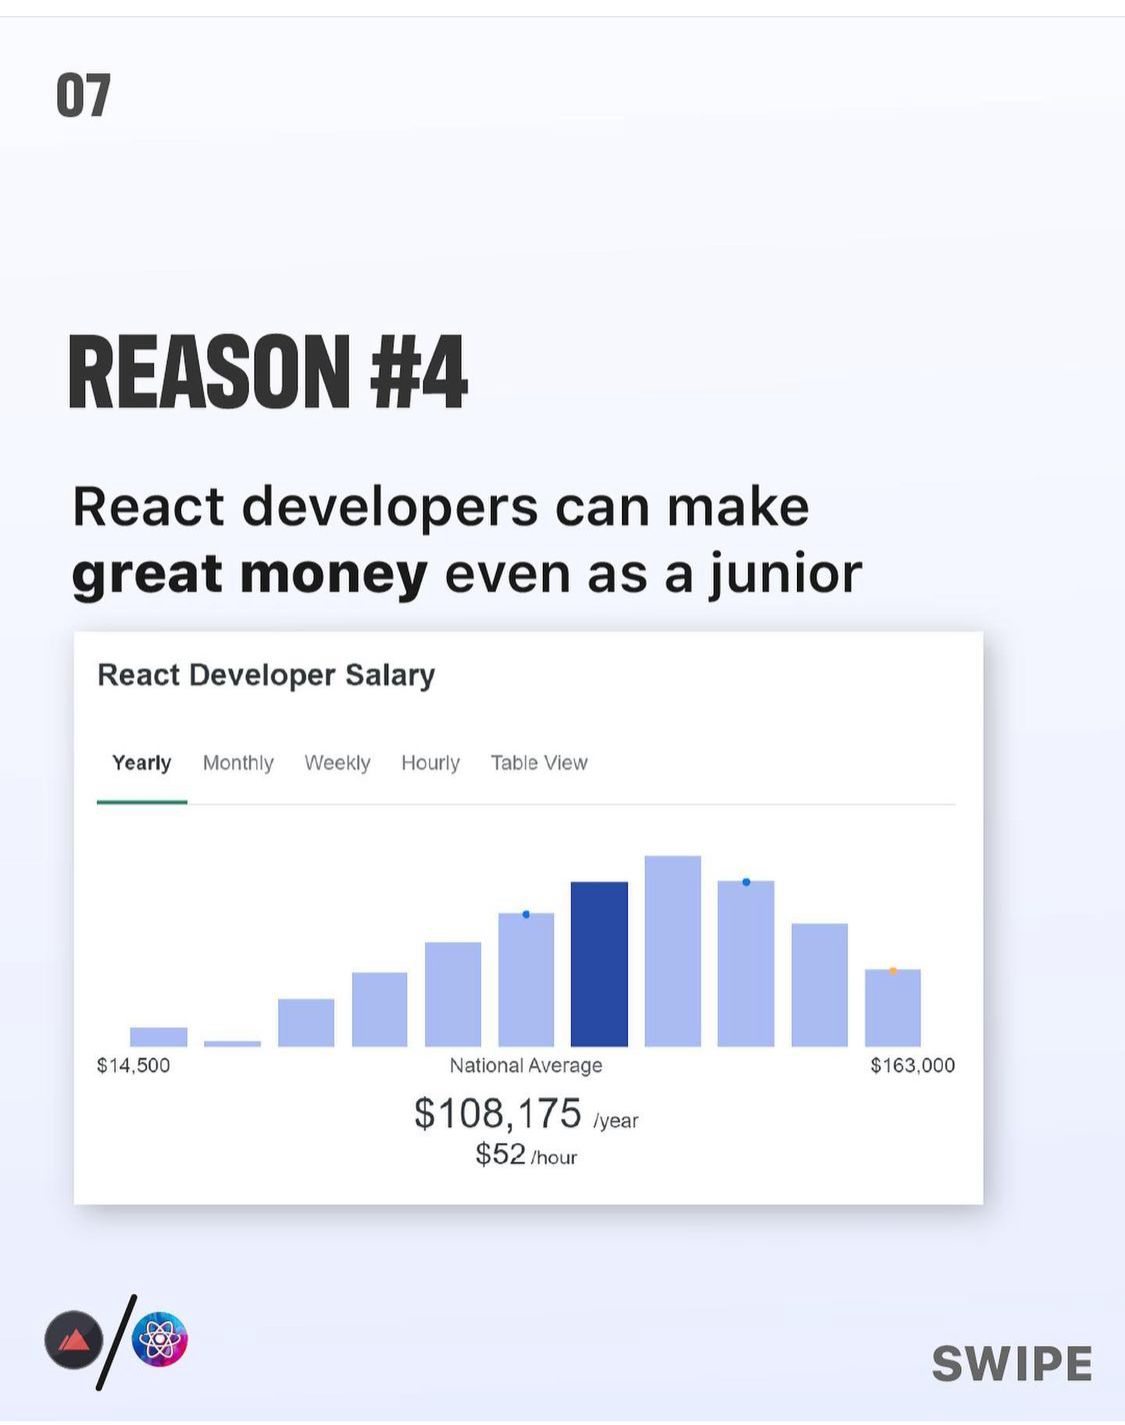 07
REASON #4
React developers can make
great money even as a junior
React Developer Salary
Yearly Monthly Weekly Hourly Table View
$14,500 National Average $163,000
$108,175 /year
$52 /hour
SWIPE